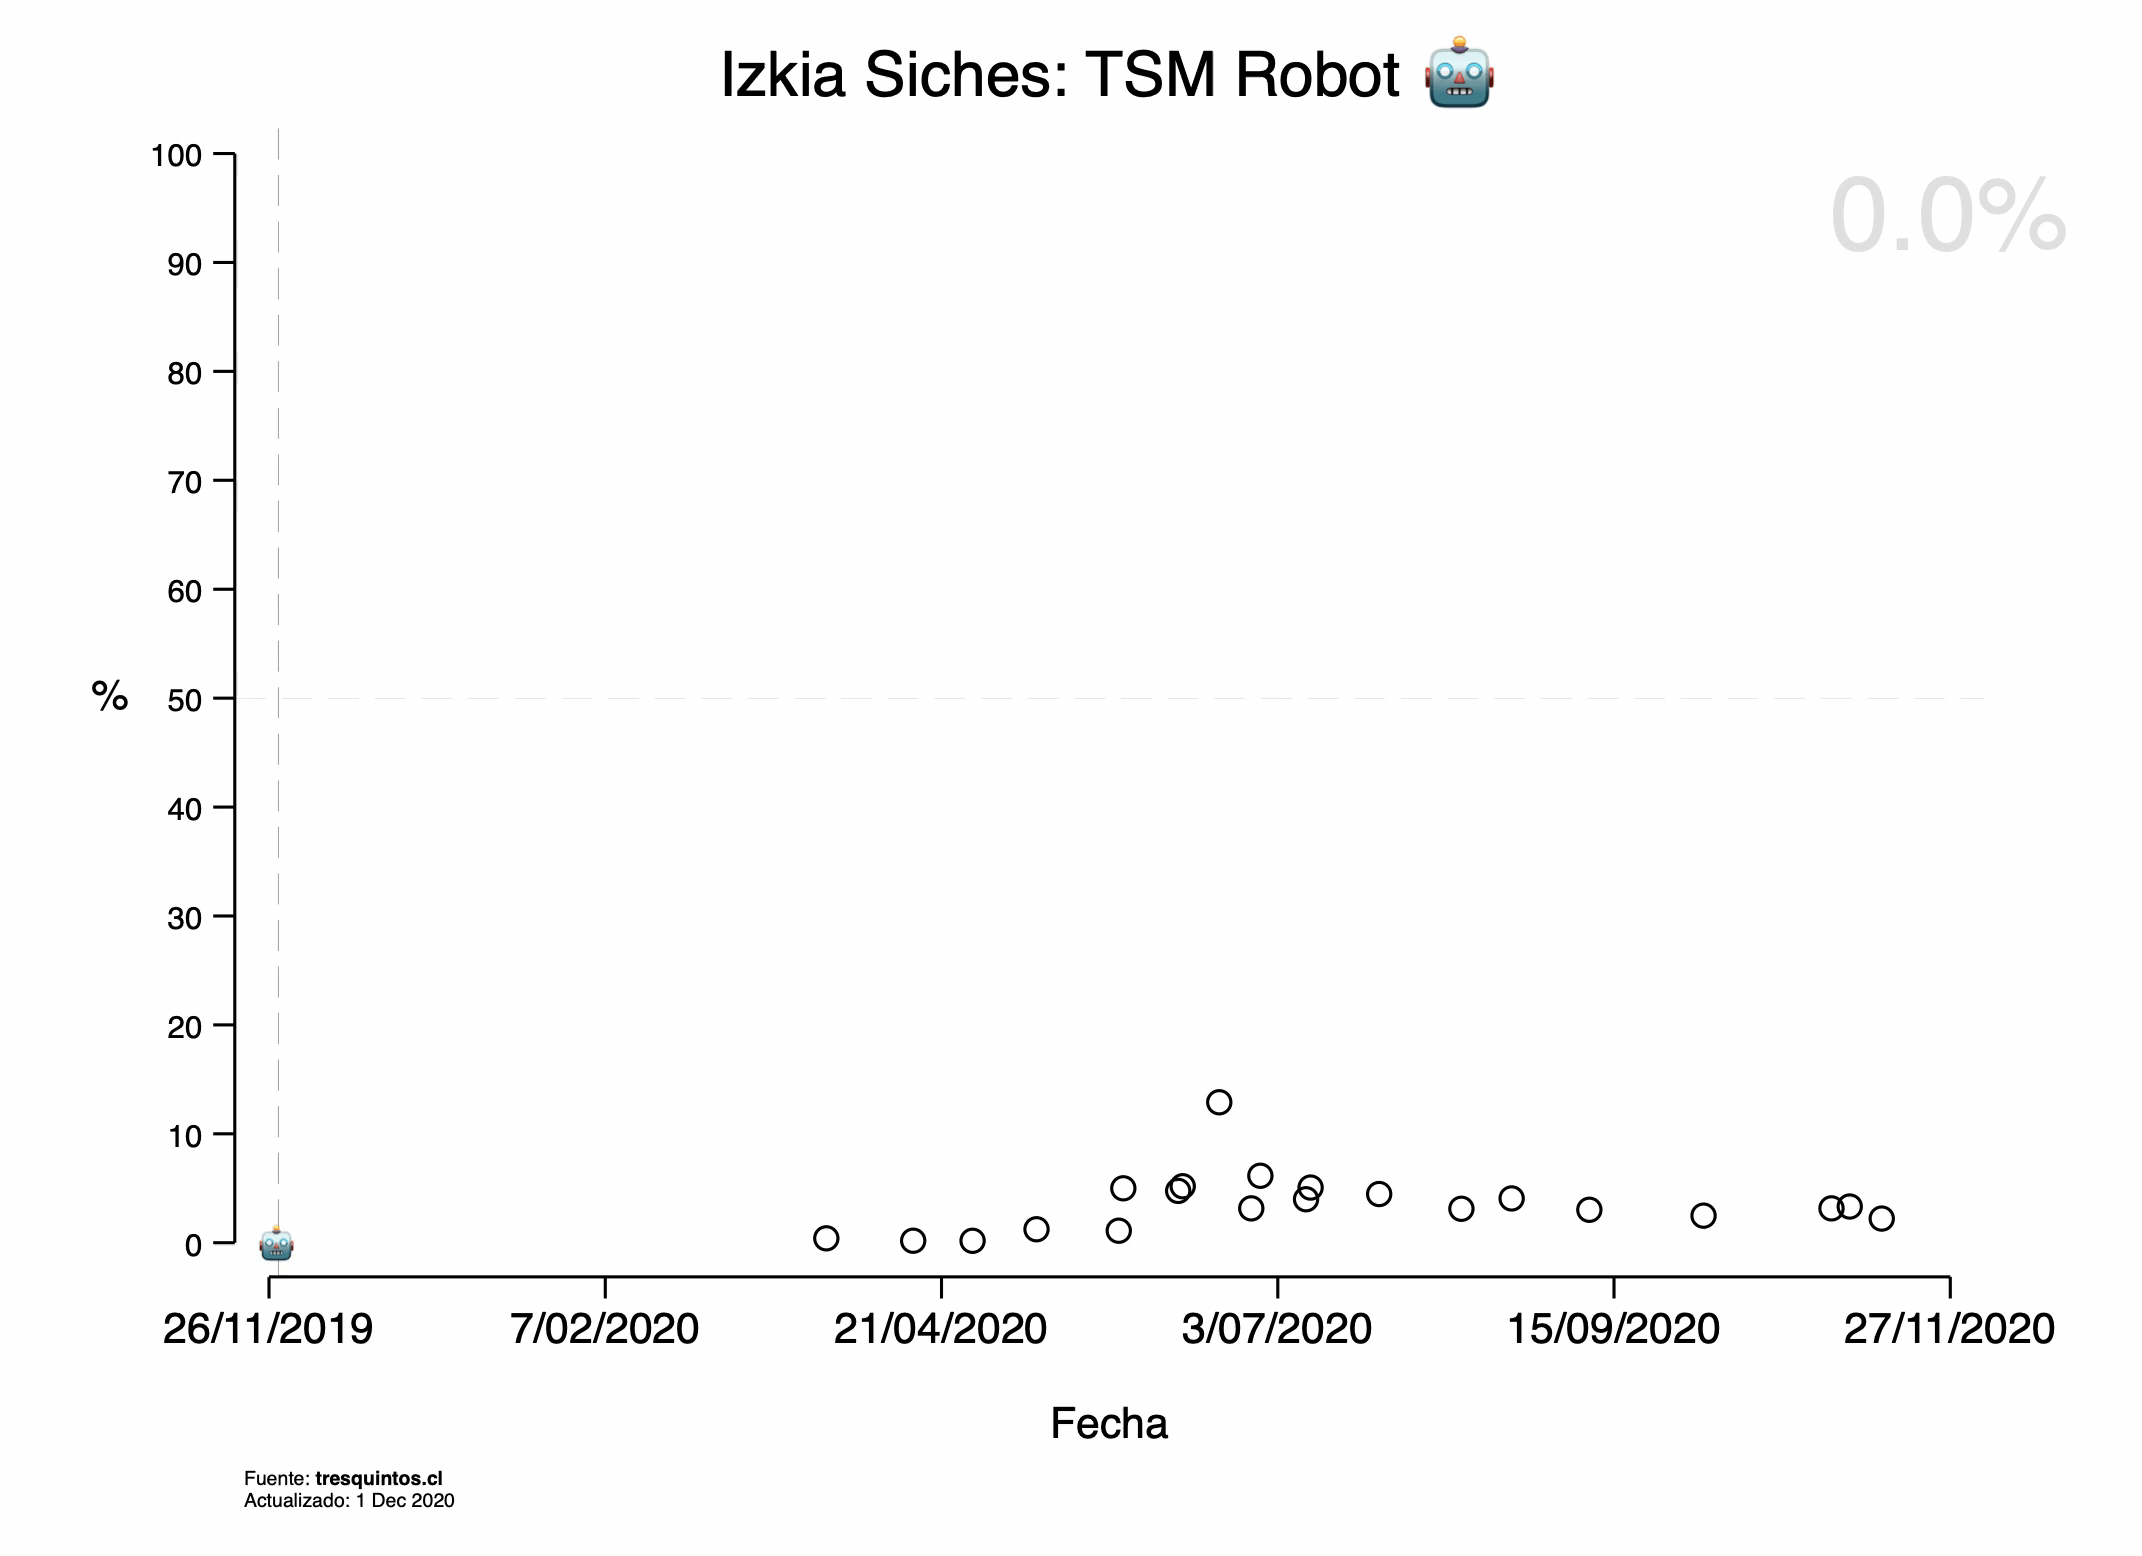 Izkia Siches: TSM Robot 🤖
0.0%
100
90
80
70
60
50
40
30
20
10
0
%
26/11/2019 7/02/2020 21/04/2020 3/07/2020 15/09/2020 27/11/2020
Fecha
Fuente: tresquintos.cl
Actualizado: 1 Dec 2020